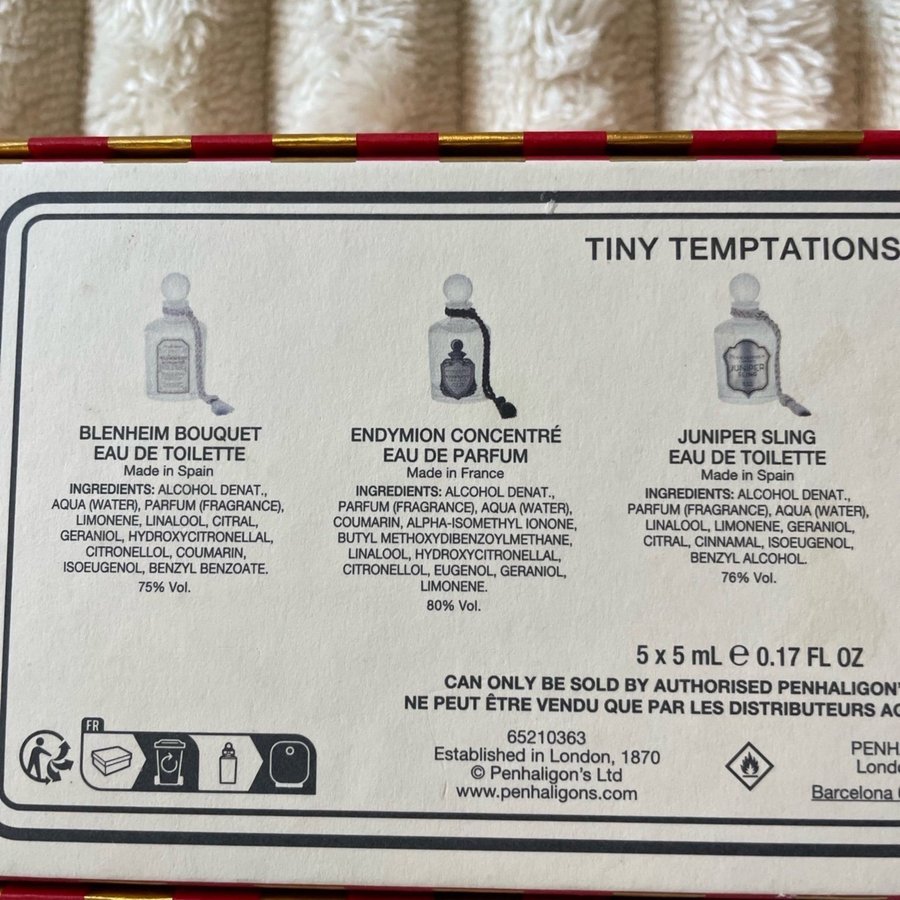 TINY TEMPTATIONS
BLENHEIM BOUQUET
EAU DE TOILETTE
Made in Spain
INGREDIENTS: ALCOHOL DENAT.,
AQUA (WATER), PARFUM (FRAGRANCE),
LIMONENE, LINALOOL, CITRAL,
GERANIOL, HYDROXYCITRONELLAL,
CITRONELLOL, COUMARIN,
ISOEUGENOL, BENZYL BENZOATE.
75% Vol.
ENDYMION CONCENTRÉ
EAU DE PARFUM
Made in France
INGREDIENTS: ALCOHOL DENAT.,
PARFUM (FRAGRANCE), AQUA (WATER),
COUMARIN, ALPHA-ISOMETHYL IONONE,
BUTYL METHOXYDIBENZOYLMETHANE,
LINALOOL, HYDROXYCITRONELLAL,
CITRONELLOL, EUGENOL, GERANIOL,
LIMONENE.
80% Vol.
JUNIPER
SLING
JUNIPER SLING
EAU DE TOILETTE
Made in Spain
INGREDIENTS: ALCOHOL DENAT.,
PARFUM (FRAGRANCE), AQUA (WATER),
LINALOOL, LIMONENE, GERANIOL,
CITRAL, CINNAMAL, ISOEUGENOL,
BENZYL ALCOHOL.
76% Vol.
5 x 5 mL ℮ 0.17 FL OZ
CAN ONLY BE SOLD BY AUTHORISED PENHALIGON'
NE PEUT ÊTRE VENDU QUE PAR LES DISTRIBUTEURS
FR
65210363
Established in London, 1870
© Penhaligon's Ltd
www.penhaligons.com
PENH
Lond
Barcelona